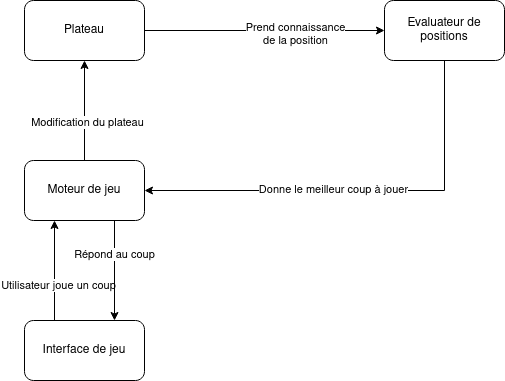 Plateau
Prend connaissance
de la position
Evaluateur de
positions
Modification du plateau
Moteur de jeu
Donne le meilleur coup à jouer
Répond au coup
Utilisateur joue un coup
Interface de jeu